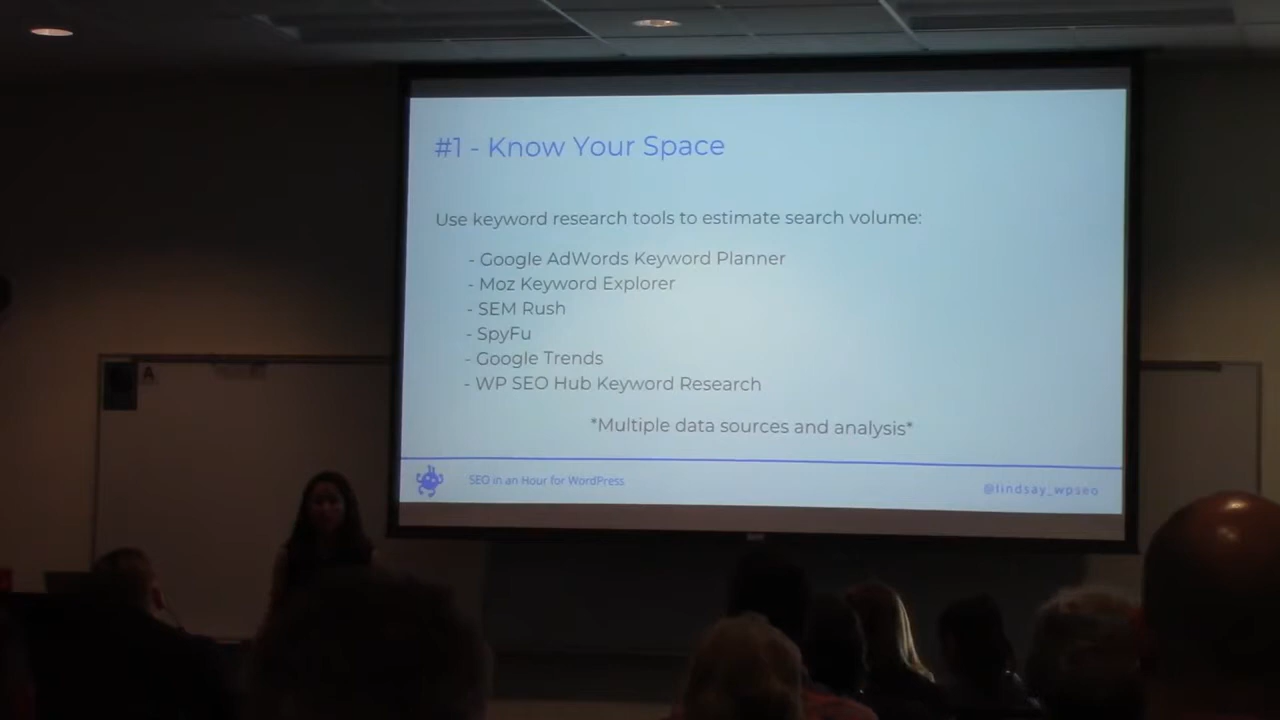 #1 - Know Your Space
Use keyword research tools to estimate search volume:
- Google AdWords Keyword Planner
- Moz Keyword Explorer
- SEM Rush
- SpyFu
- Google Trends
- WP SEO Hub Keyword Research
*Multiple data sources and analysis*
SEO in an Hour for WordPress
@lindsay_wpseo
A